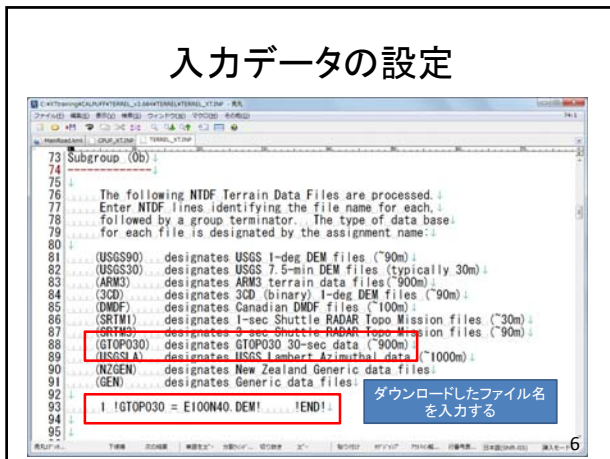 入力データの設定
73 Subgroup (0b)
74 --------------
75
76 The following NTDF Terrain Data Files are processed.
77 Enter NTDF lines identifying the file name for each,
78 followed by a group terminator. The type of data base
79 for each file is designated by the assignment name:
80
81 (USGS90) designates USGS 1-deg DEM files (~90m)
82 (USGS30) designates USGS 7.5-min DEM files (typically 30m)
83 (ARM3) designates ARM3 terrain data files(~900m)
84 (3CD) designates 3CD (binary) 1-deg DEM files (~90m)
85 (DMDF) designates Canadian DMDF files (~100m)
86 (SRTM1) designates 1-sec Shuttle RADAR Topo Mission files (~30m)
87 (SRTM3) designates 3-sec Shuttle RADAR Topo Mission files (~90m)
88 (GTOPO30) designates GTOPO30 30-sec data (~900m)
89 (USGSLA) designates USGS Lambert Azimuthal data (~1000m)
90 (NZGEN) designates New Zealand Generic data files
91 (GEN) designates Generic data files
92
93 1 !GTOPO30 = E100N40.DEM! !END!
94
95
ダウンロードしたファイル名
を入力する
6